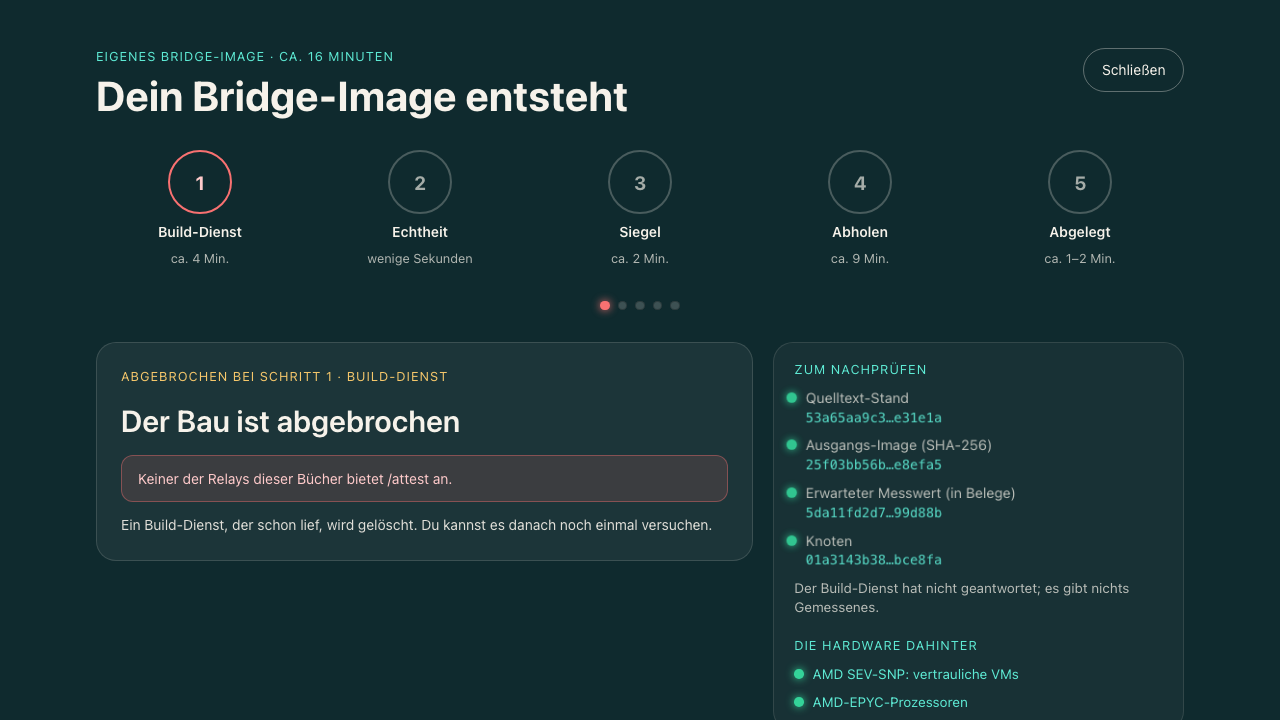 EIGENES BRIDGE-IMAGE · CA. 16 MINUTEN
Dein Bridge-Image entsteht
Schließen
1
Build-Dienst
ca. 4 Min.
2
Echtheit
wenige Sekunden
3
Siegel
ca. 2 Min.
4
Abholen
ca. 9 Min.
5
Abgelegt
ca. 1–2 Min.
ABGEBROCHEN BEI SCHRITT 1 · BUILD-DIENST
Der Bau ist abgebrochen
Keiner der Relays dieser Bücher bietet /attest an.
Ein Build-Dienst, der schon lief, wird gelöscht. Du kannst es danach noch einmal versuchen.
ZUM NACHPRÜFEN
Quelltext-Stand
53a65aa9c3…e31e1a
Ausgangs-Image (SHA-256)
25f03bb56b…e8efa5
Erwarteter Messwert (in Belege)
5da11fd2d7…99d88b
Knoten
01a3143b38…bce8fa
Der Build-Dienst hat nicht geantwortet; es gibt nichts
Gemessenes.
DIE HARDWARE DAHINTER
AMD SEV-SNP: vertrauliche VMs
AMD-EPYC-Prozessoren